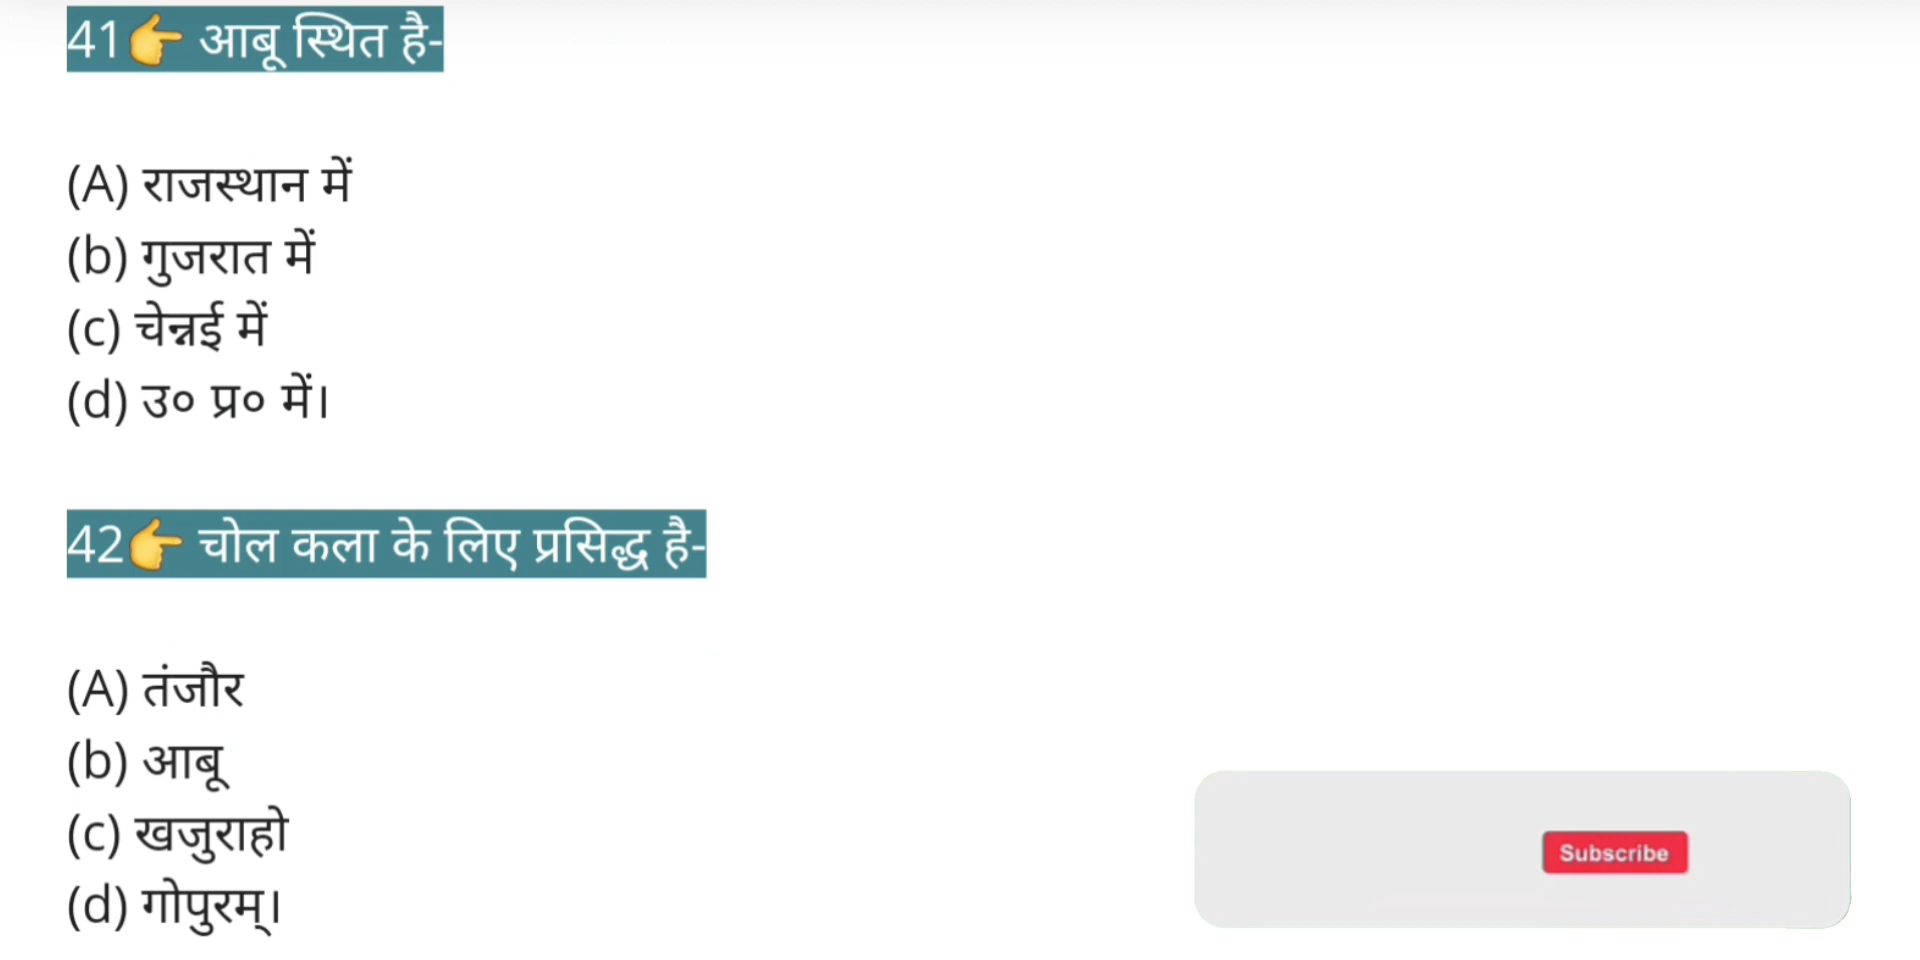 41👉 आबू स्थित है-
(A) राजस्थान में
(b) गुजरात में
(c) चेन्नई में
(d) उ० प्र० में।
42👉 चोल कला के लिए प्रसिद्ध है-
(A) तंजौर
(b) आबू
(c) खजुराहो
(d) गोपुरम्।
Subscribe